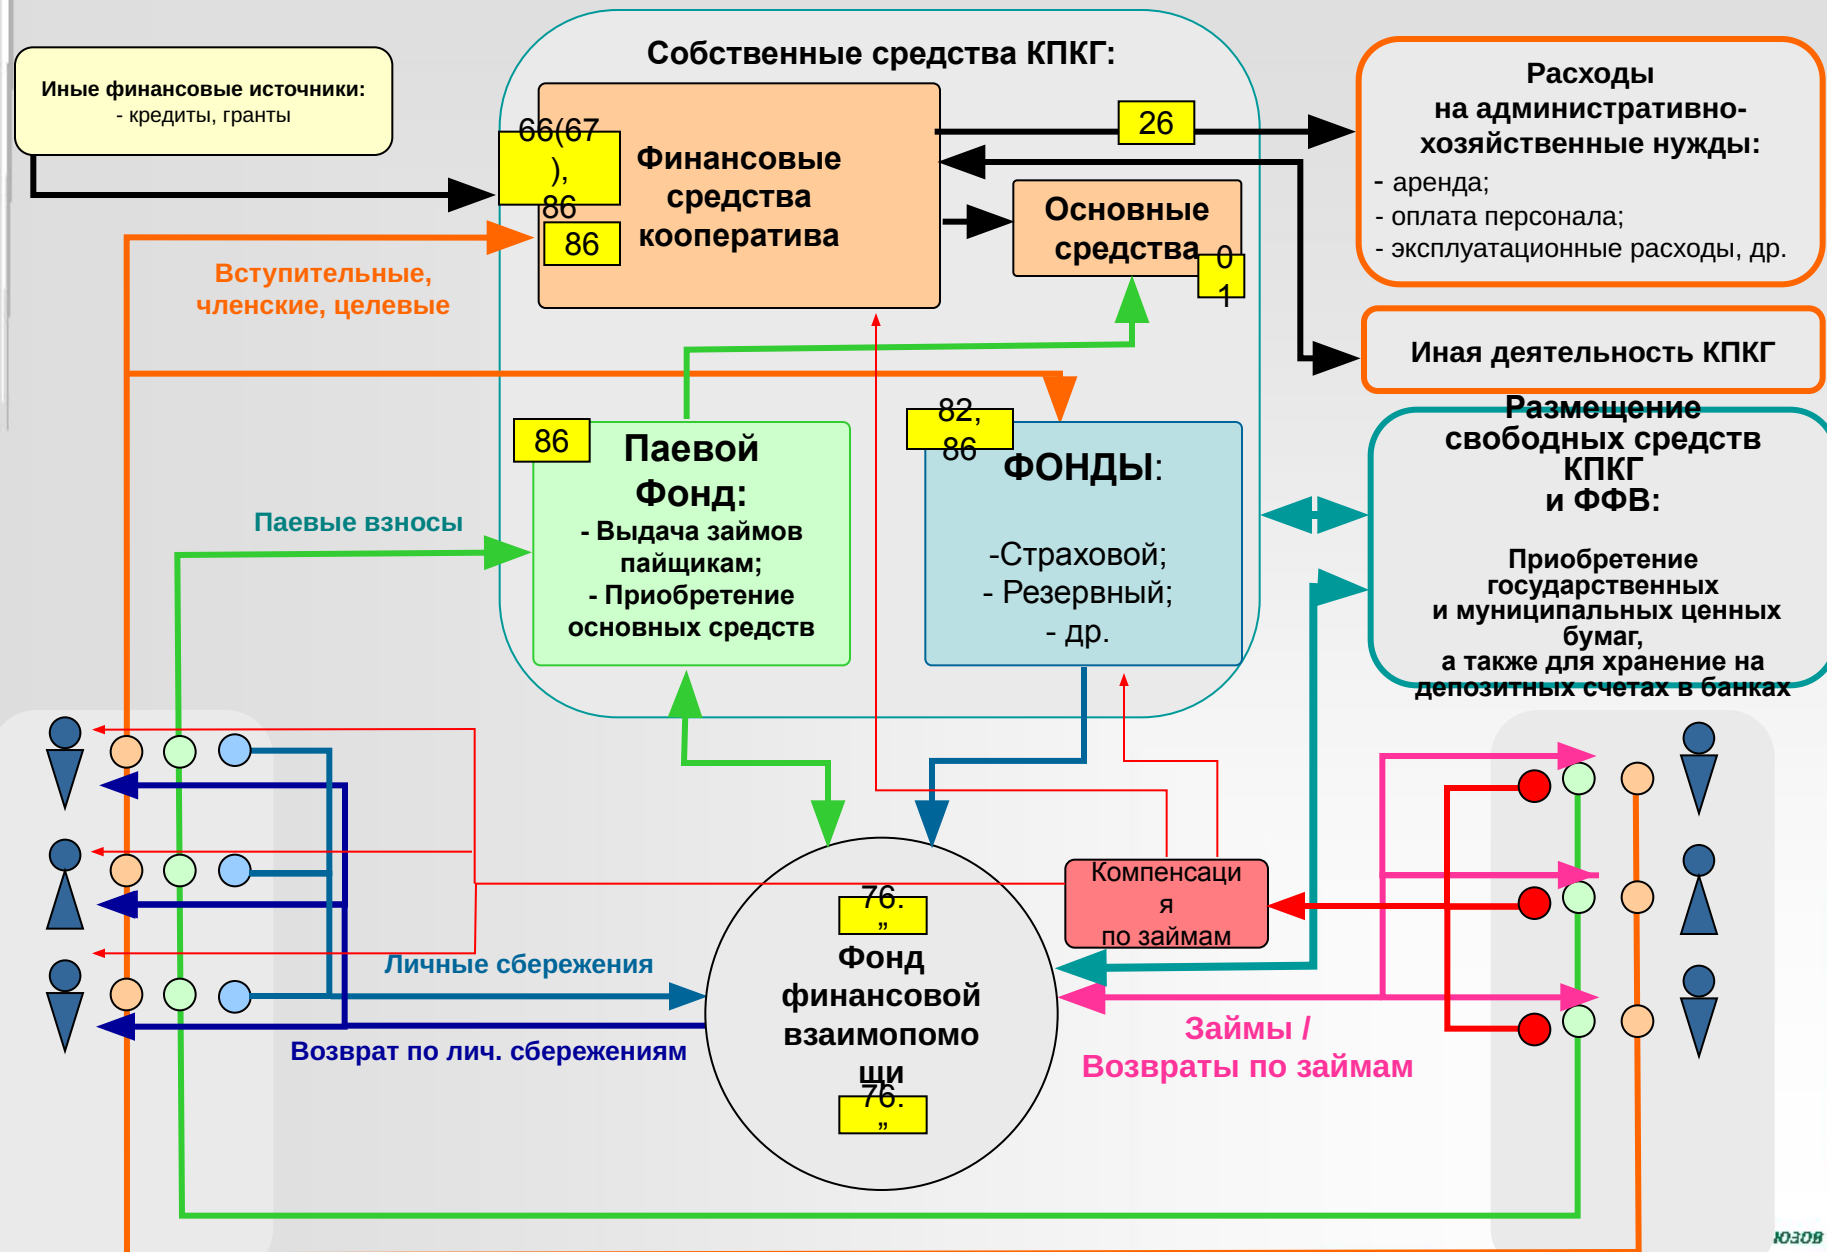 Собственные средства КПКГ:
Иные финансовые источники:
- кредиты, гранты
66(67
),
86
86
Финансовые
средства
кооператива
26
Основные
средства
0
1
Расходы
на административно-
хозяйственные нужды:
- аренда;
- оплата персонала;
- эксплуатационные расходы, др.
Вступительные,
членские, целевые
Иная деятельность КПКГ
86
Паевой
Фонд:
- Выдача займов
пайщикам;
- Приобретение
основных средств
82,
86
ФОНДЫ:
-Страховой;
- Резервный;
- др.
Размещение
свободных средств
КПКГ
и ФФВ:
Приобретение
государственных
и муниципальных ценных
бумаг,
а также для хранение на
депозитных счетах в банках
Паевые взносы
Компенсаци
я
по займам
76.
„
Фонд
финансовой
взаимопомо
щи
76.
„
Личные сбережения
Возврат по лич. сбережениям
Займы /
Возвраты по займам
юзов